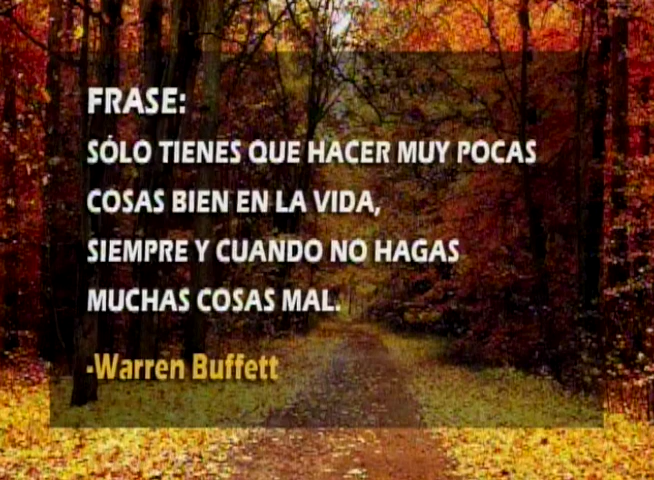 FRASE:
SÓLO TIENES QUE HACER MUY POCAS
COSAS BIEN EN LA VIDA,
SIEMPRE Y CUANDO NO HAGAS
MUCHAS COSAS MAL.
-Warren Buffett